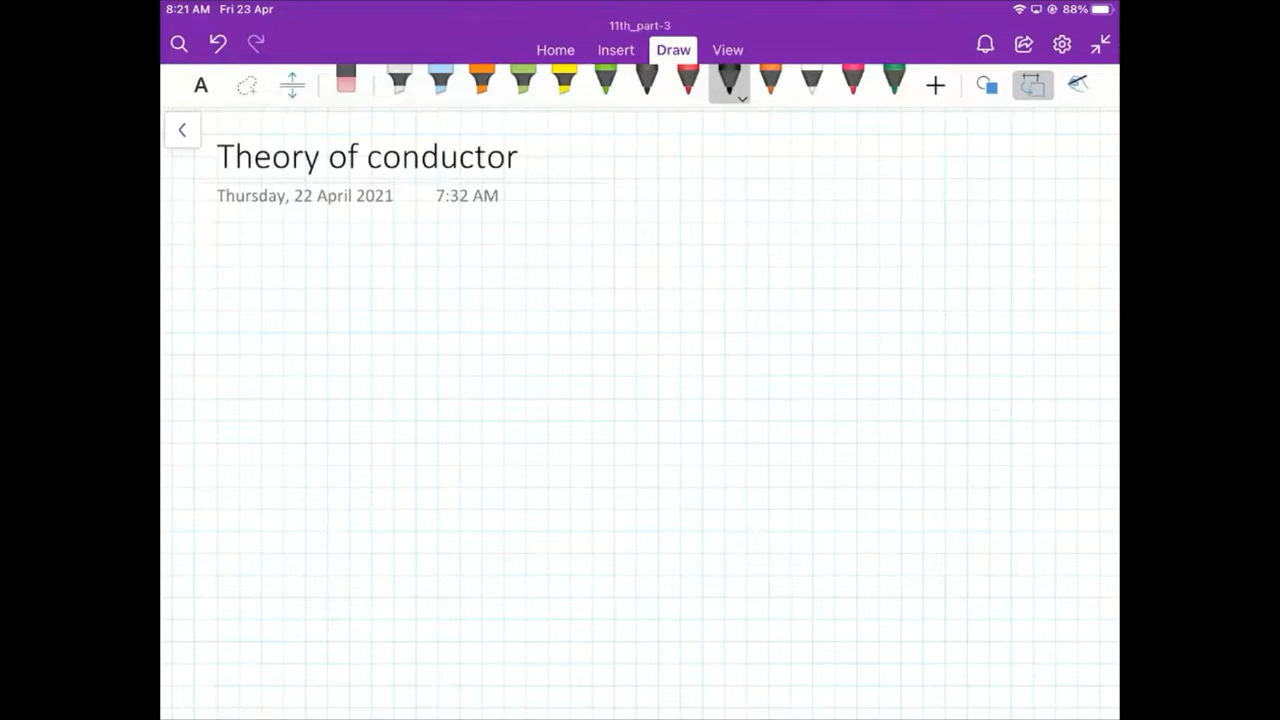 8:21 AM Fri 23 Apr
88%
11th_part-3
Home Insert Draw View
A
Theory of conductor
Thursday, 22 April 2021 7:32 AM